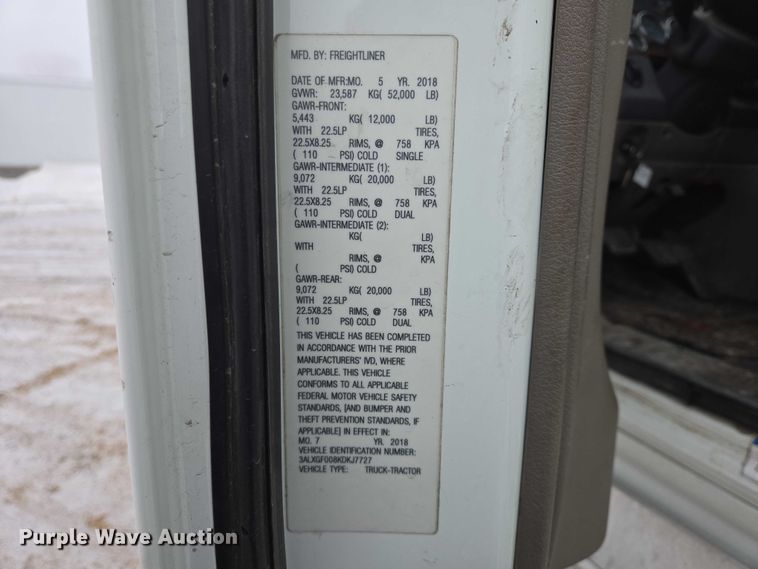 MFD. BY: FREIGHTLINER
DATE OF MFR:MO. 5 YR. 2018
GVWR: 23,587 KG( 52,000 LB)
GAWR-FRONT:
5,443 KG( 12,000 LB)
WITH 22.5LP TIRES,
22.5X8.25 RIMS, @ 758 KPA
( 110 PSI) COLD SINGLE
GAWR-INTERMEDIATE (1):
9,072 KG( 20,000 LB)
WITH 22.5LP TIRES,
22.5X8.25 RIMS, @ 758 KPA
( 110 PSI) COLD DUAL
GAWR-INTERMEDIATE (2):
KG( LB)
WITH TIRES,
RIMS, @ KPA
( PSI) COLD
GAWR-REAR:
9,072 KG( 20,000 LB)
WITH 22.5LP TIRES,
22.5X8.25 RIMS, @ 758 KPA
( 110 PSI) COLD DUAL
THIS VEHICLE HAS BEEN COMPLETED
IN ACCORDANCE WITH THE PRIOR
MANUFACTURERS' IVD, WHERE
APPLICABLE. THIS VEHICLE
CONFORMS TO ALL APPLICABLE
FEDERAL MOTOR VEHICLE SAFETY
STANDARDS, [AND BUMPER AND
THEFT PREVENTION STANDARDS, IF
APPLICABLE] IN EFFECT IN:
MO. 7 YR. 2018
VEHICLE IDENTIFICATION NUMBER:
3ALXGF008KDKJ7727
VEHICLE TYPE: TRUCK-TRACTOR
Purple Wave Auction